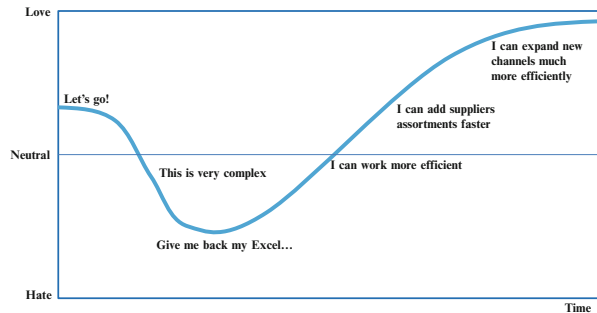 Love
I can expand new
channels much
more efficiently
Let's go!
I can add suppliers
assortments faster
Neutral
I can work more efficient
This is very complex
Give me back my Excel…
Hate
Time